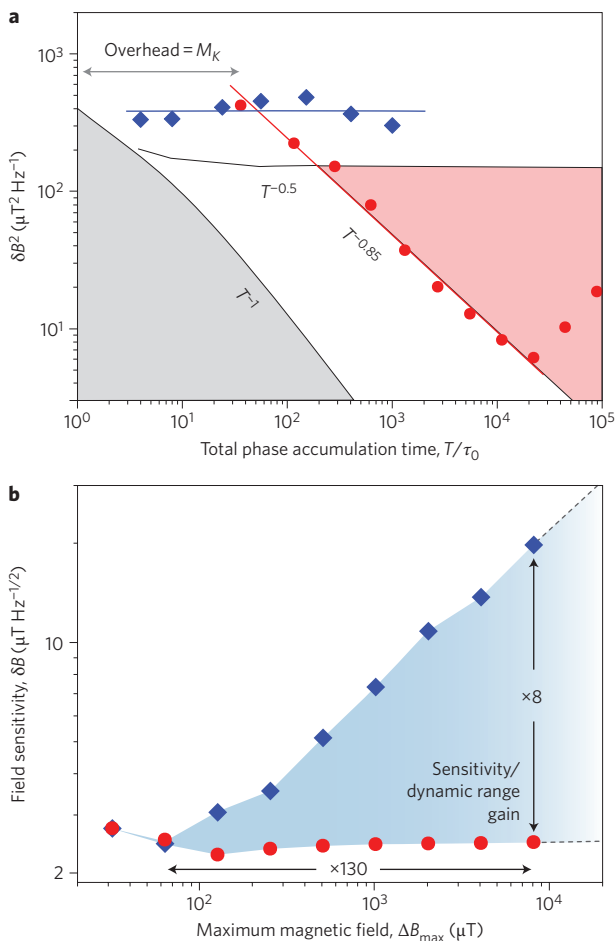 a
10³
Overhead = M_K
10²
T^−0.5
T^−0.85
T^−1
10¹
δB² (μT² Hz⁻¹)
10⁰ 10¹ 10² 10³ 10⁴ 10⁵
Total phase accumulation time, T/τ₀
b
10
×8
Sensitivity/
dynamic range
gain
×130
2
Field sensitivity, δB (μT Hz^−1/2)
10² 10³ 10⁴
Maximum magnetic field, ΔB_max (μT)